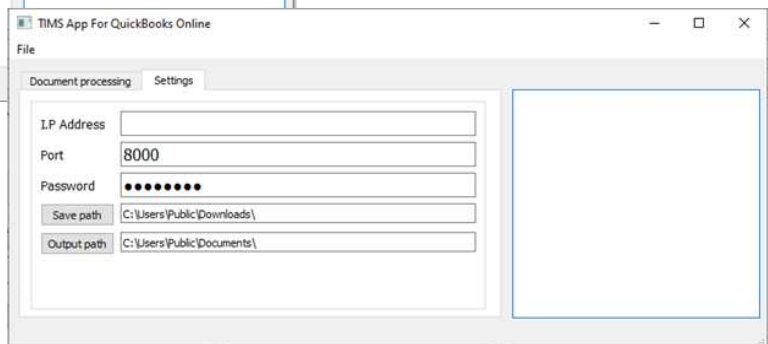 TIMS App For QuickBooks Online
File
Document processing Settings
I.P Address
Port 8000
Password ●●●●●●●●
Save path C:\Users\Public\Downloads\
Output path C:\Users\Public\Documents\